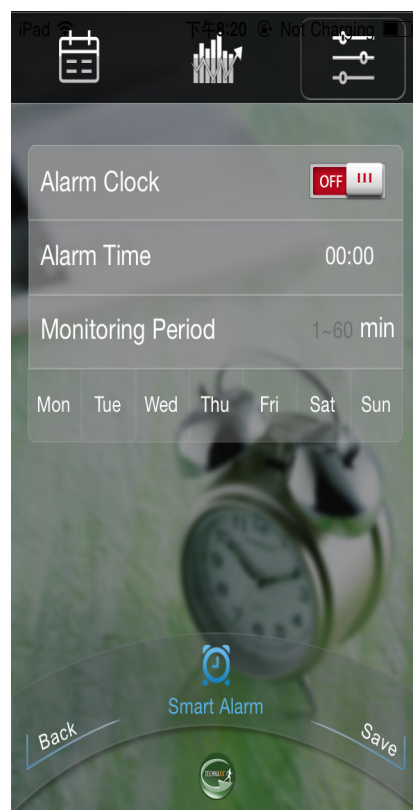 iPad 下午8:20 Not Charging
Alarm Clock OFF
Alarm Time 00:00
Monitoring Period 1~60 min
Mon Tue Wed Thu Fri Sat Sun
Smart Alarm
Back Save
TECHNAXX